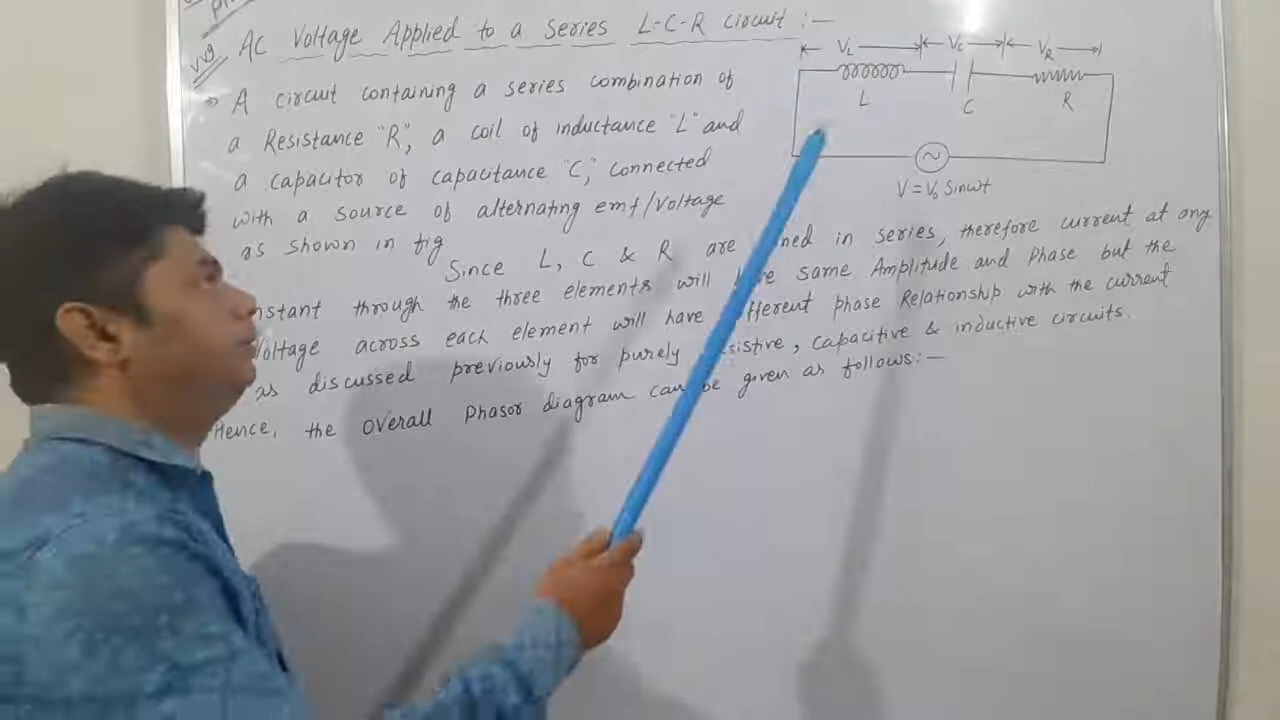 VVg AC Voltage Applied to a Series L-C-R Circuit :-
⇒ A circuit containing a series combination of
a Resistance "R", a coil of inductance "L" and
a capacitor of capacitance "C", connected
with a source of alternating emf/voltage
as shown in fig
Since L, C & R are in series, therefore current at any
through the three elements will same Amplitude and Phase but the
Voltage across each element will have phase Relationship with the current
as discussed previously for purely , capacitive & inductive circuits.
Hence, the overall Phasor diagram can be given as follows:-
VL VC VR
L C R
~
V = V₀ Sinωt